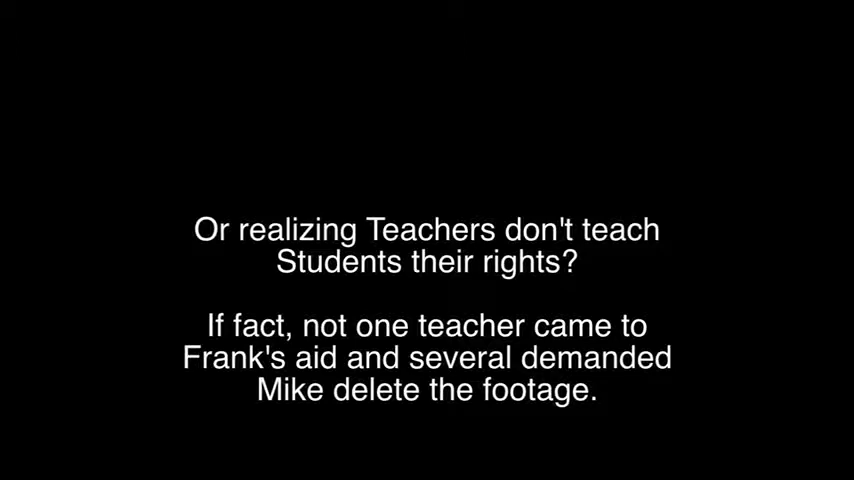 Or realizing Teachers don't teach
Students their rights?
If fact, not one teacher came to
Frank's aid and several demanded
Mike delete the footage.